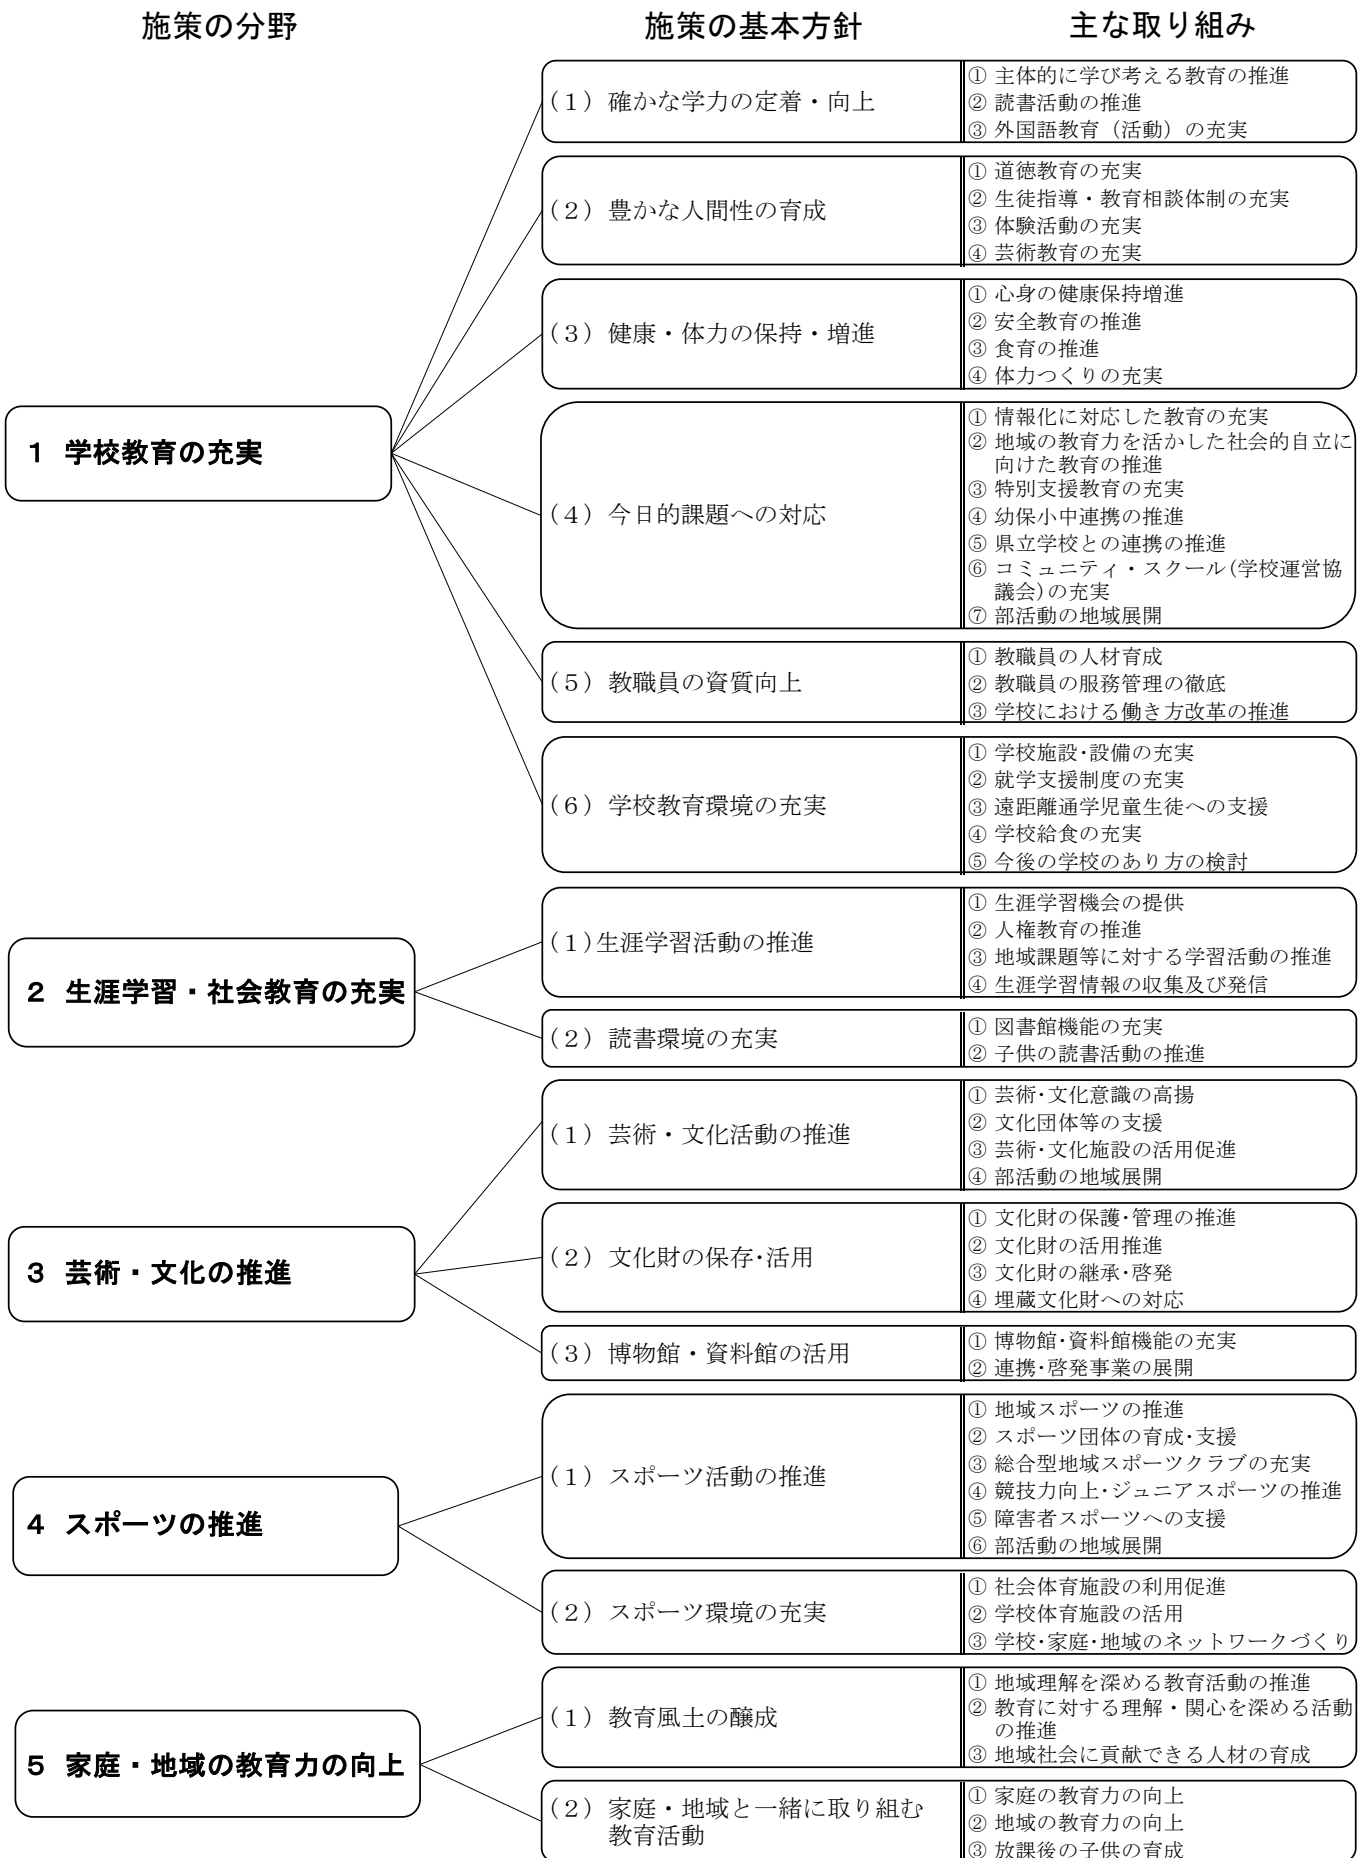 施策の分野 施策の基本方針 主な取り組み
1 学校教育の充実
(１) 確かな学力の定着・向上
① 主体的に学び考える教育の推進
② 読書活動の推進
③ 外国語教育（活動）の充実
(２) 豊かな人間性の育成
① 道徳教育の充実
② 生徒指導・教育相談体制の充実
③ 体験活動の充実
④ 芸術教育の充実
(３) 健康・体力の保持・増進
① 心身の健康保持増進
② 安全教育の推進
③ 食育の推進
④ 体力つくりの充実
(４) 今日的課題への対応
① 情報化に対応した教育の充実
② 地域の教育力を活かした社会的自立に
向けた教育の推進
③ 特別支援教育の充実
④ 幼保小中連携の推進
⑤ 県立学校との連携の推進
⑥ コミュニティ・スクール(学校運営協
議会)の充実
⑦ 部活動の地域展開
(５) 教職員の資質向上
① 教職員の人材育成
② 教職員の服務管理の徹底
③ 学校における働き方改革の推進
(６) 学校教育環境の充実
① 学校施設･設備の充実
② 就学支援制度の充実
③ 遠距離通学児童生徒への支援
④ 学校給食の充実
⑤ 今後の学校のあり方の検討
2 生涯学習・社会教育の充実
(１)生涯学習活動の推進
① 生涯学習機会の提供
② 人権教育の推進
③ 地域課題等に対する学習活動の推進
④ 生涯学習情報の収集及び発信
(２) 読書環境の充実
① 図書館機能の充実
② 子供の読書活動の推進
3 芸術・文化の推進
(１) 芸術・文化活動の推進
① 芸術･文化意識の高揚
② 文化団体等の支援
③ 芸術･文化施設の活用促進
④ 部活動の地域展開
(２) 文化財の保存･活用
① 文化財の保護･管理の推進
② 文化財の活用推進
③ 文化財の継承･啓発
④ 埋蔵文化財への対応
(３) 博物館・資料館の活用
① 博物館･資料館機能の充実
② 連携･啓発事業の展開
4 スポーツの推進
(１) スポーツ活動の推進
① 地域スポーツの推進
② スポーツ団体の育成･支援
③ 総合型地域スポーツクラブの充実
④ 競技力向上･ジュニアスポーツの推進
⑤ 障害者スポーツへの支援
⑥ 部活動の地域展開
(２) スポーツ環境の充実
① 社会体育施設の利用促進
② 学校体育施設の活用
③ 学校･家庭･地域のネットワークづくり
5 家庭・地域の教育力の向上
(１) 教育風土の醸成
① 地域理解を深める教育活動の推進
② 教育に対する理解・関心を深める活動
の推進
③ 地域社会に貢献できる人材の育成
(２) 家庭・地域と一緒に取り組む
教育活動
① 家庭の教育力の向上
② 地域の教育力の向上
③ 放課後の子供の育成